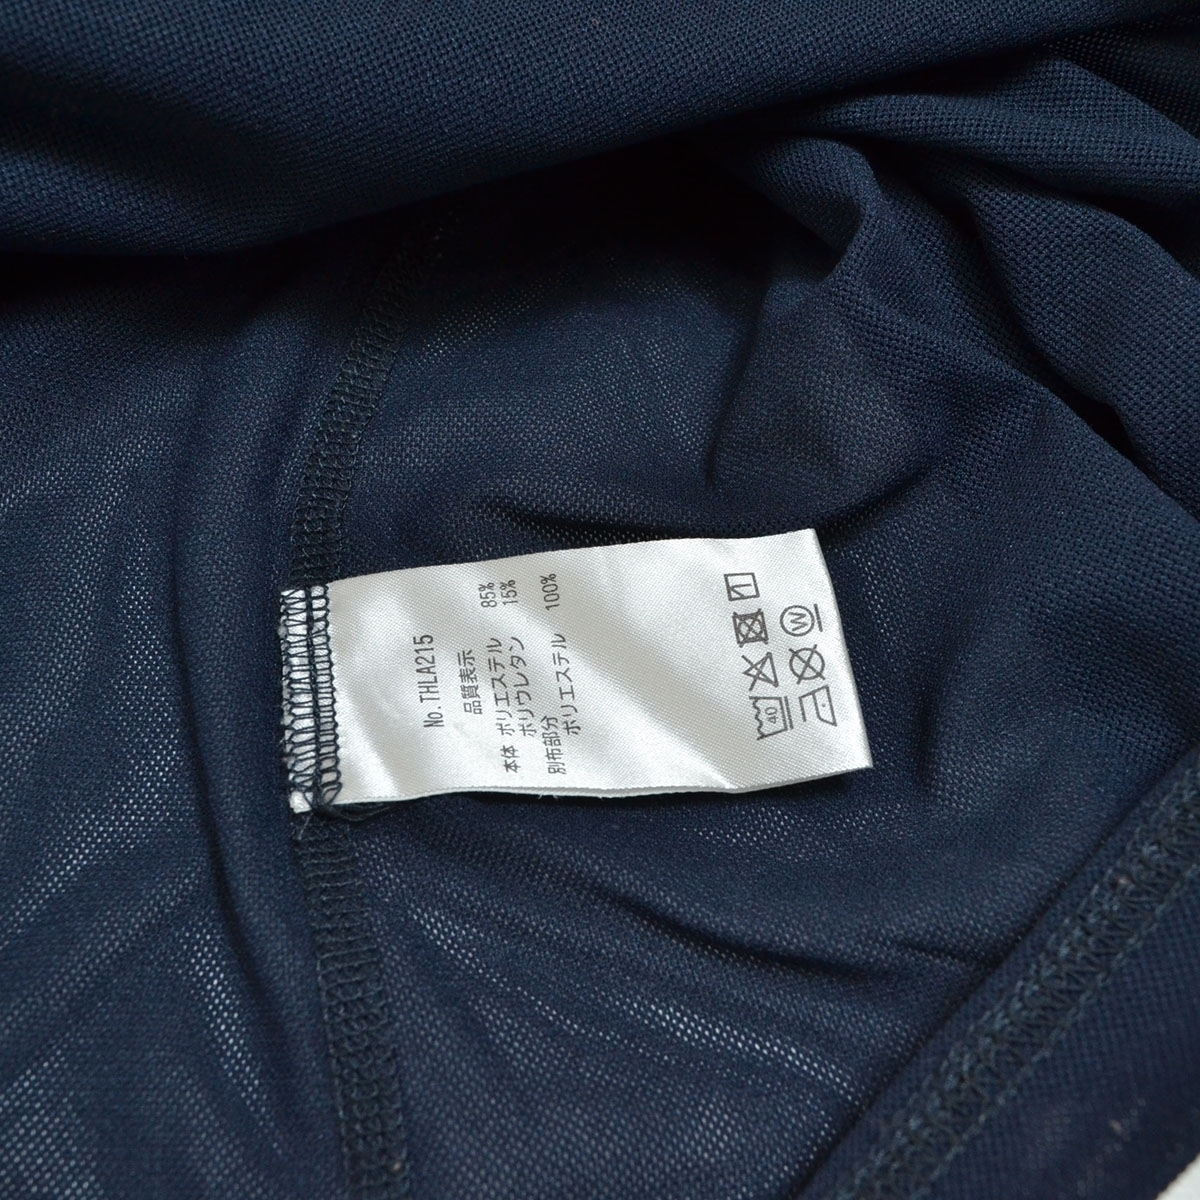 No.THLA215
品質表示
本体 ポリエステル 85%
ポリウレタン 15%
別布部分
ポリエステル 100%
40
W